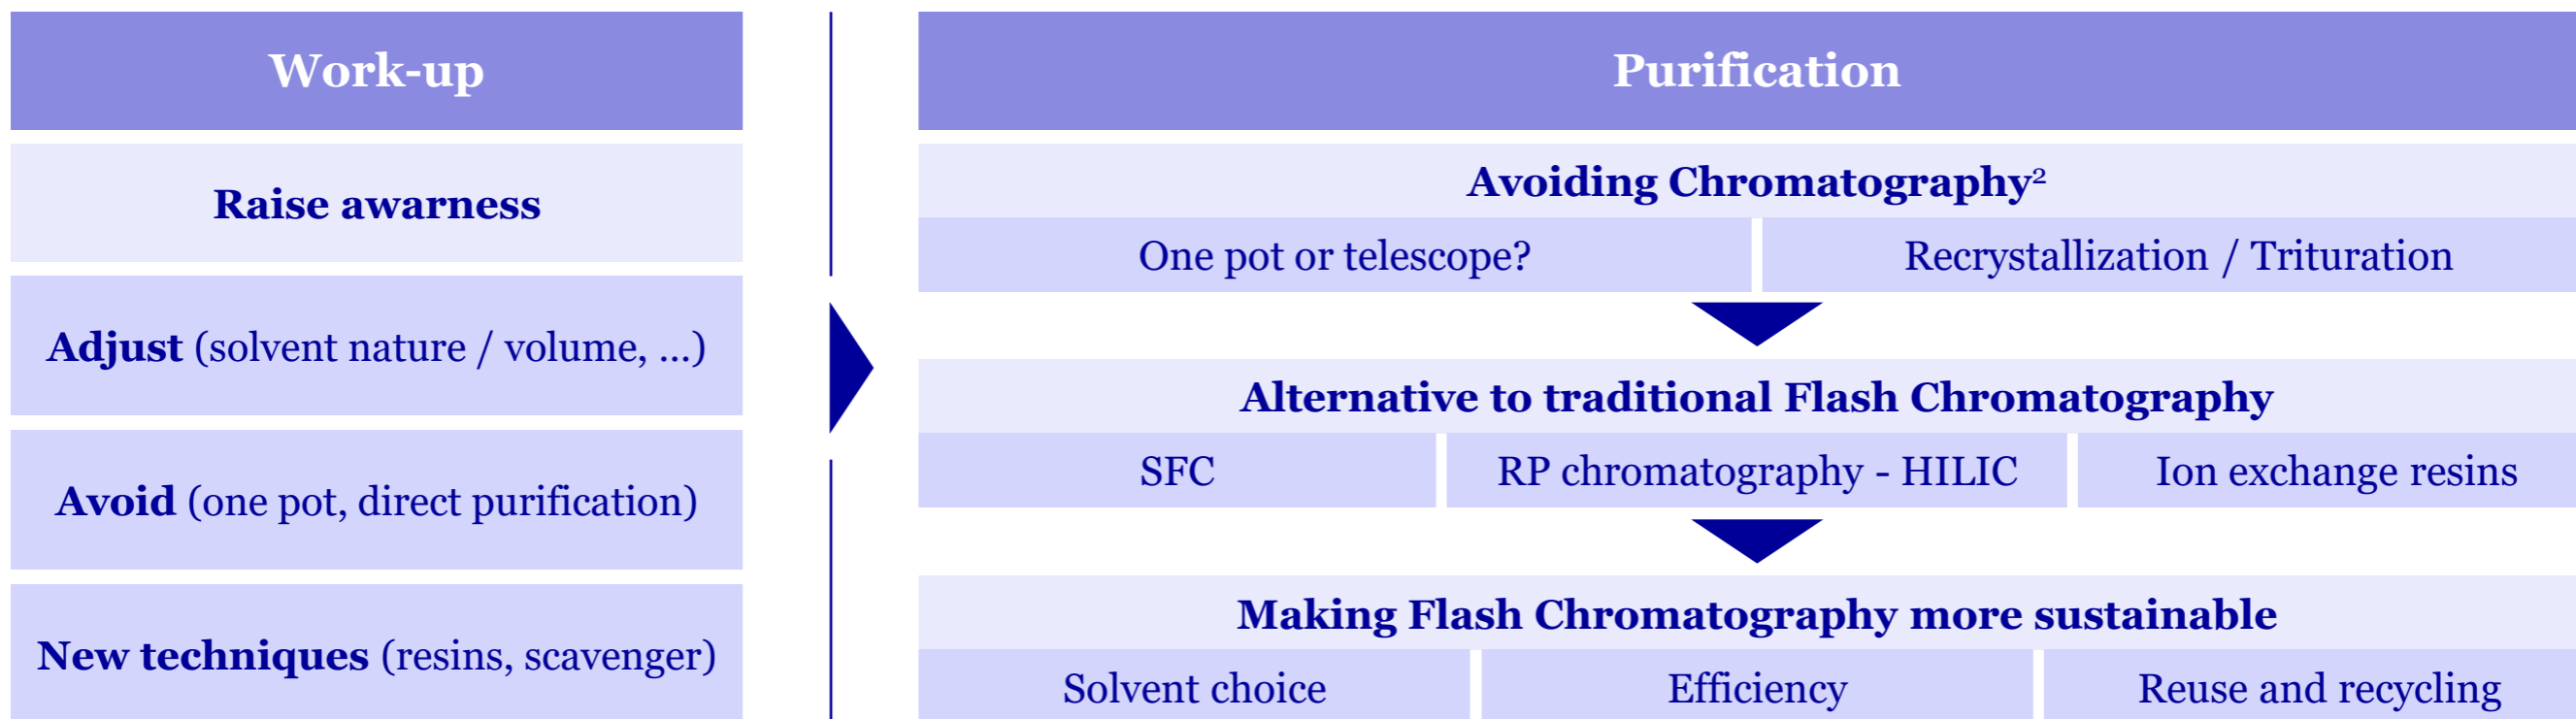 Work-up
Raise awarness
Adjust (solvent nature / volume, ...)
Avoid (one pot, direct purification)
New techniques (resins, scavenger)
Purification
Avoiding Chromatography²
One pot or telescope?
Recrystallization / Trituration
Alternative to traditional Flash Chromatography
SFC
RP chromatography - HILIC
Ion exchange resins
Making Flash Chromatography more sustainable
Solvent choice
Efficiency
Reuse and recycling